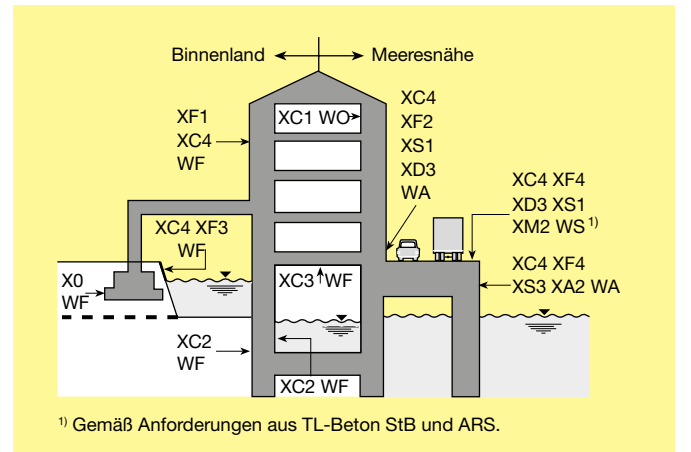 Binnenland
Meeresnähe
XF1
XC4
WF
XC1 WO
XC4
XF2
XS1
XD3
WA
XC4 XF4
XD3 XS1
XM2 WS 1)
XC4 XF3
WF
X0
WF
XC3
WF
XC4 XF4
XS3 XA2 WA
XC2
WF
XC2 WF
1) Gemäß Anforderungen aus TL-Beton StB und ARS.